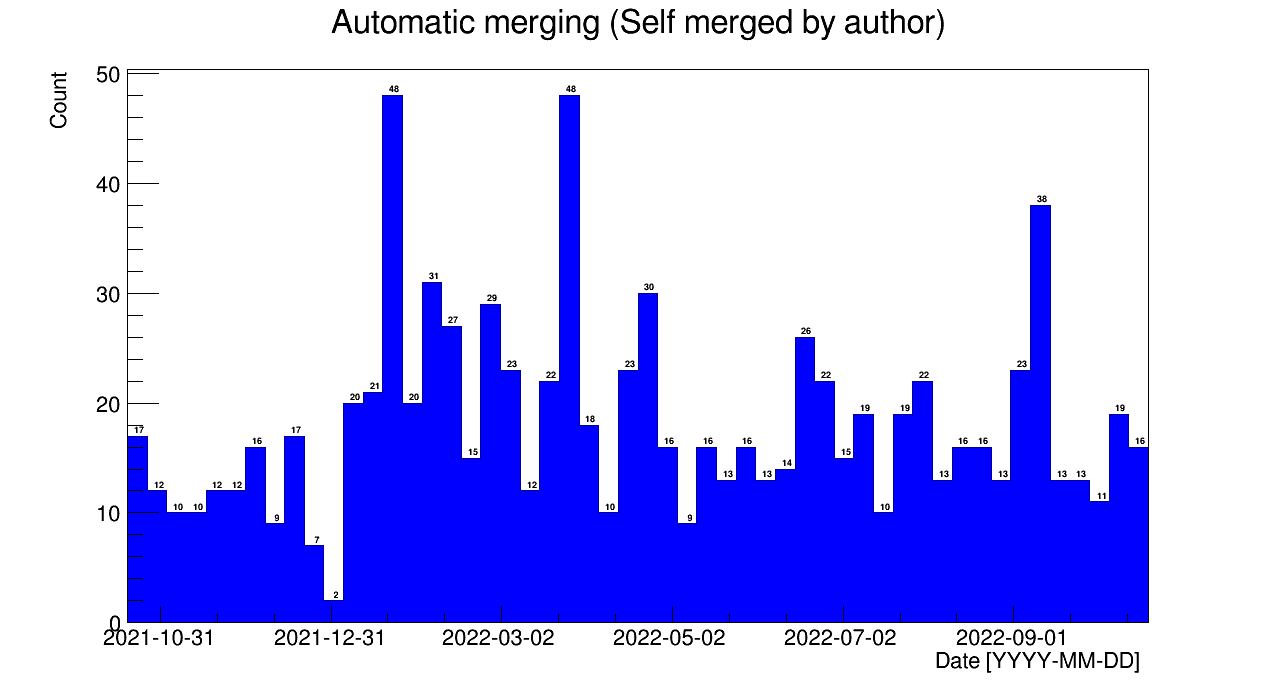 Automatic merging (Self merged by author)
Count
50
40
30
20
10
0
17 12 10 10 12 12 16 9 17 7 2 20 21 48 20 31 27 15 29 23 12 22 48 18 10 23 30 16 9 16 13 16 13 14 26 22 15 19 10 19 22 13 16 16 13 23 38 13 13 11 19 16
2021-10-31 2021-12-31 2022-03-02 2022-05-02 2022-07-02 2022-09-01
Date [YYYY-MM-DD]